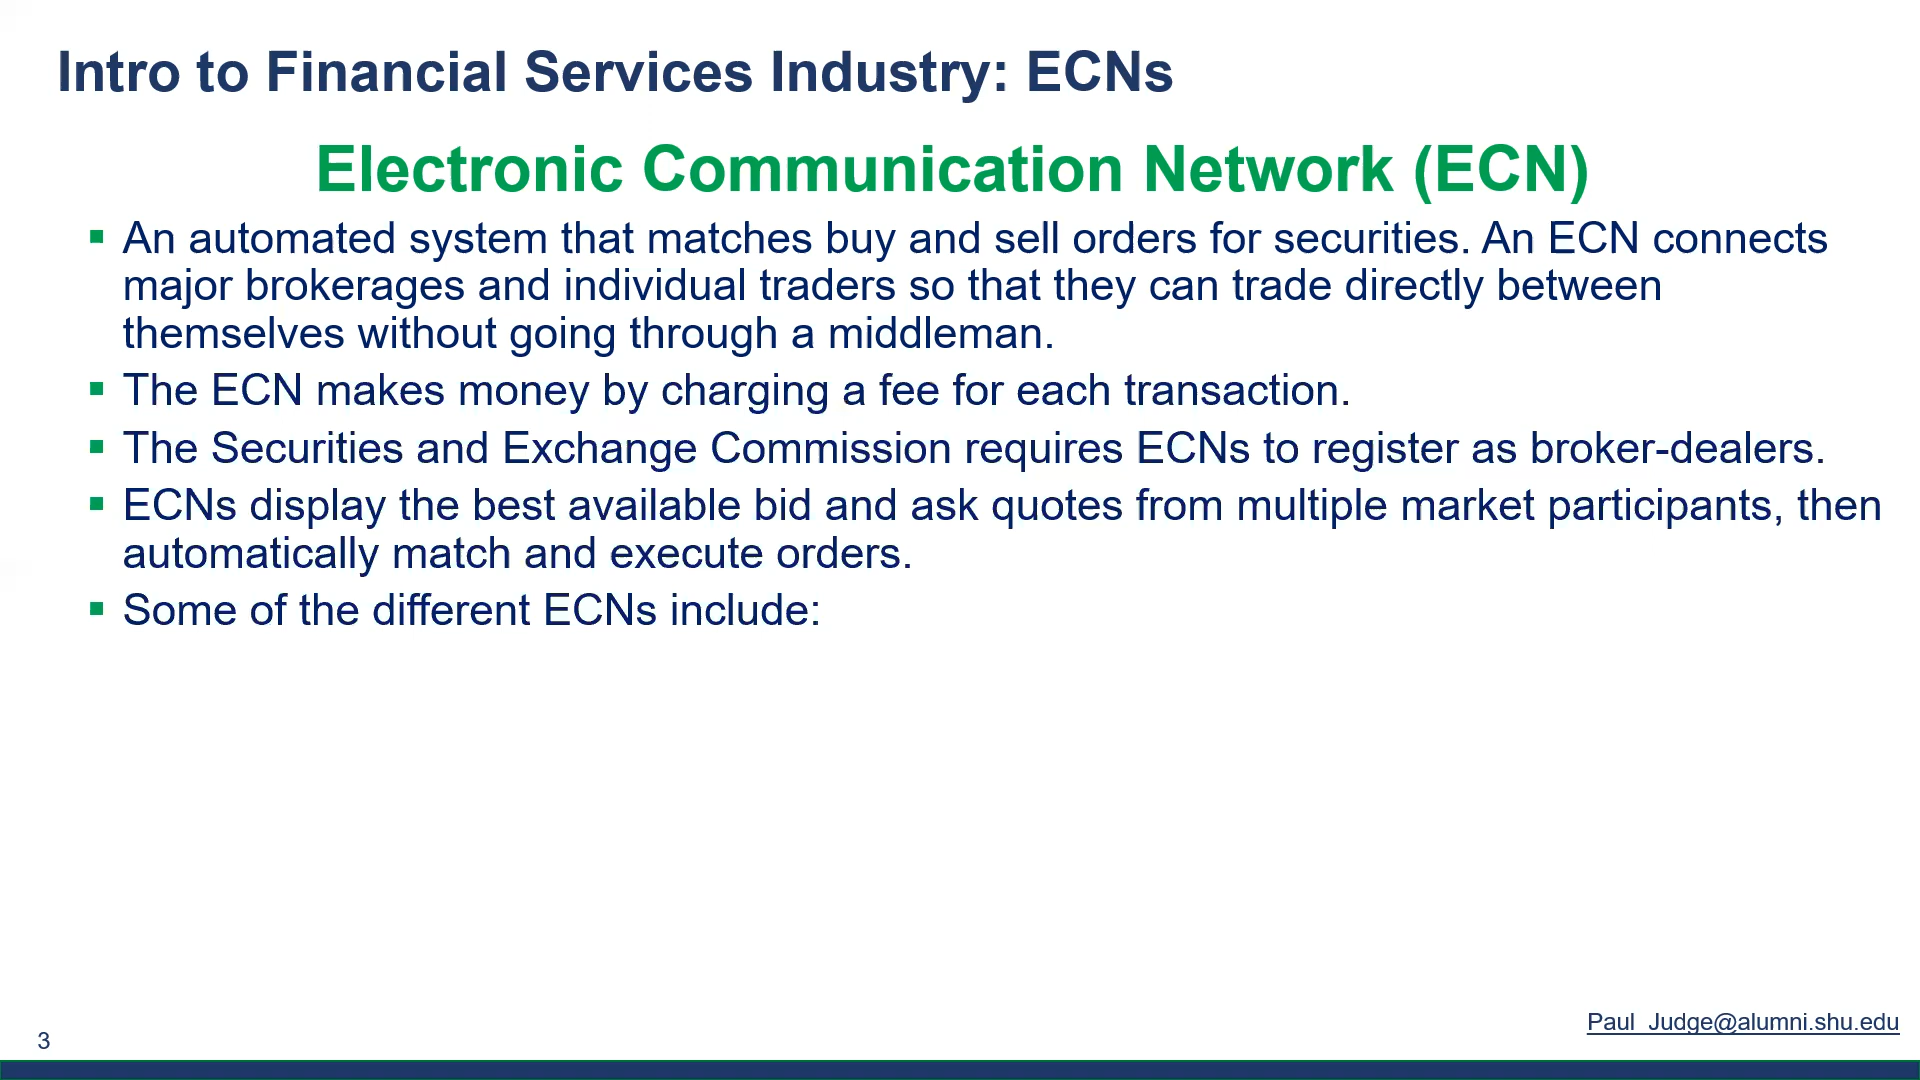 Intro to Financial Services Industry: ECNs
Electronic Communication Network (ECN)
▪ An automated system that matches buy and sell orders for securities. An ECN connects
major brokerages and individual traders so that they can trade directly between
themselves without going through a middleman.
▪ The ECN makes money by charging a fee for each transaction.
▪ The Securities and Exchange Commission requires ECNs to register as broker-dealers.
▪ ECNs display the best available bid and ask quotes from multiple market participants, then
automatically match and execute orders.
▪ Some of the different ECNs include:
Paul_Judge@alumni.shu.edu
3